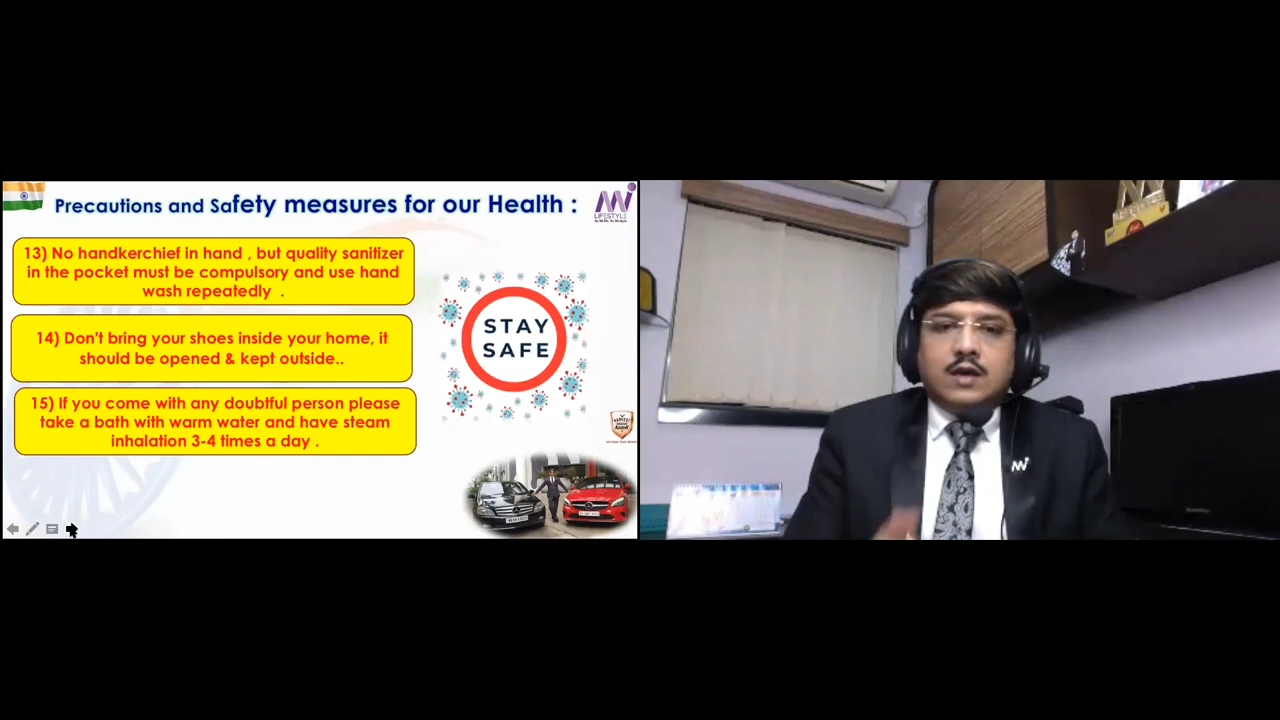 Precautions and Safety measures for our Health :
LIFESTYLE
13) No handkerchief in hand , but quality sanitizer
in the pocket must be compulsory and use hand
wash repeatedly .
14) Don't bring your shoes inside your home, it
should be opened & kept outside..
15) If you come with any doubtful person please
take a bath with warm water and have steam
inhalation 3-4 times a day .
STAY
SAFE